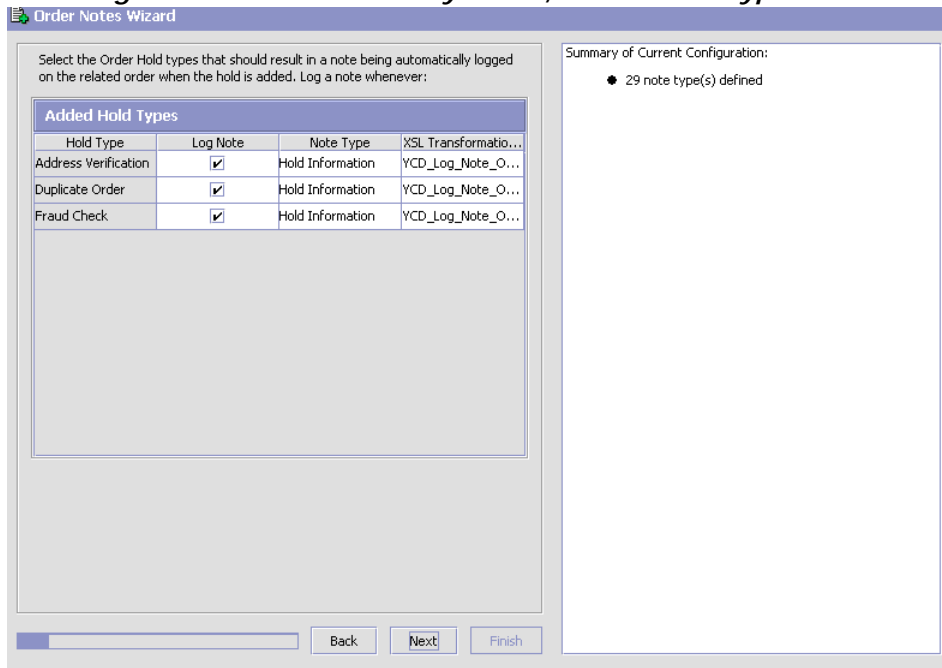 Order Notes Wizard
Select the Order Hold types that should result in a note being automatically logged
on the related order when the hold is added. Log a note whenever:
Added Hold Types
Hold Type Log Note Note Type XSL Transformatio...
Address Verification Hold Information YCD_Log_Note_O...
Duplicate Order Hold Information YCD_Log_Note_O...
Fraud Check Hold Information YCD_Log_Note_O...
Summary of Current Configuration:
29 note type(s) defined
Back Next Finish